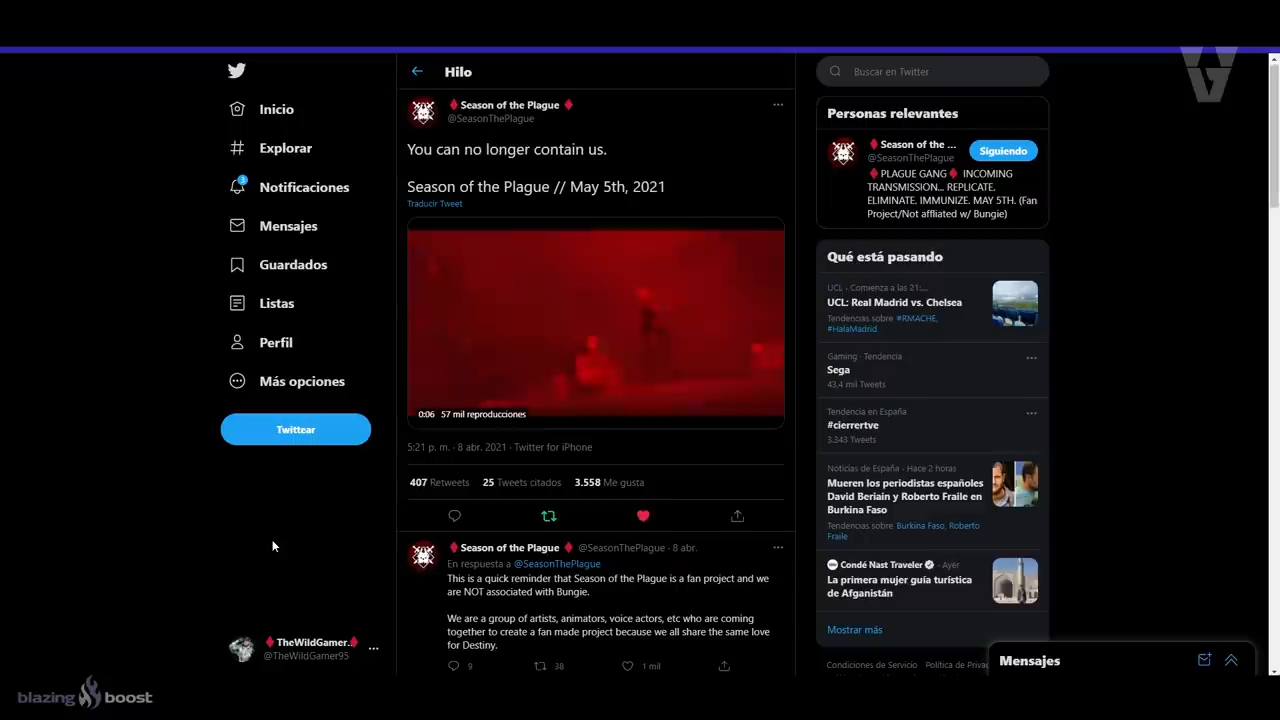 Inicio
Explorar
3
Notificaciones
Mensajes
Guardados
Listas
Perfil
Más opciones
Twittear
TheWildGamer..
@TheWildGamer95
blazing boost
Hilo
Season of the Plague
@SeasonThePlague
You can no longer contain us.
Season of the Plague // May 5th, 2021
Traducir Tweet
0:06 57 mil reproducciones
5:21 p. m. · 8 abr. 2021 · Twitter for iPhone
407 Retweets 25 Tweets citados 3.558 Me gusta
Season of the Plague @SeasonThePlague · 8 abr.
En respuesta a @SeasonThePlague
This is a quick reminder that Season of the Plague is a fan project and we
are NOT associated with Bungie.
We are a group of artists, animators, voice actors, etc who are coming
together to create a fan made project because we all share the same love
for Destiny.
9 38 1 mil
Buscar en Twitter
WG
Personas relevantes
Season of the ...
@SeasonThePlague
Siguiendo
PLAGUE GANG INCOMING
TRANSMISSION... REPLICATE.
ELIMINATE. IMMUNIZE. MAY 5TH. (Fan
Project/Not affliated w/ Bungie)
Qué está pasando
UCL · Comienza a las 21:...
UCL: Real Madrid vs. Chelsea
Tendencias sobre #RMACHE,
#HalaMadrid
Gaming · Tendencia
Sega
43,4 mil Tweets
Tendencia en España
#cierrertve
3.343 Tweets
Noticias de España · Hace 2 horas
Mueren los periodistas españoles
David Beriain y Roberto Fraile en
Burkina Faso
Tendencias sobre Burkina Faso, Roberto
Fraile
Condé Nast Traveler · Ayer
La primera mujer guía turística
de Afganistán
Mostrar más
Condiciones de Servicio Política de Priva
Mensajes